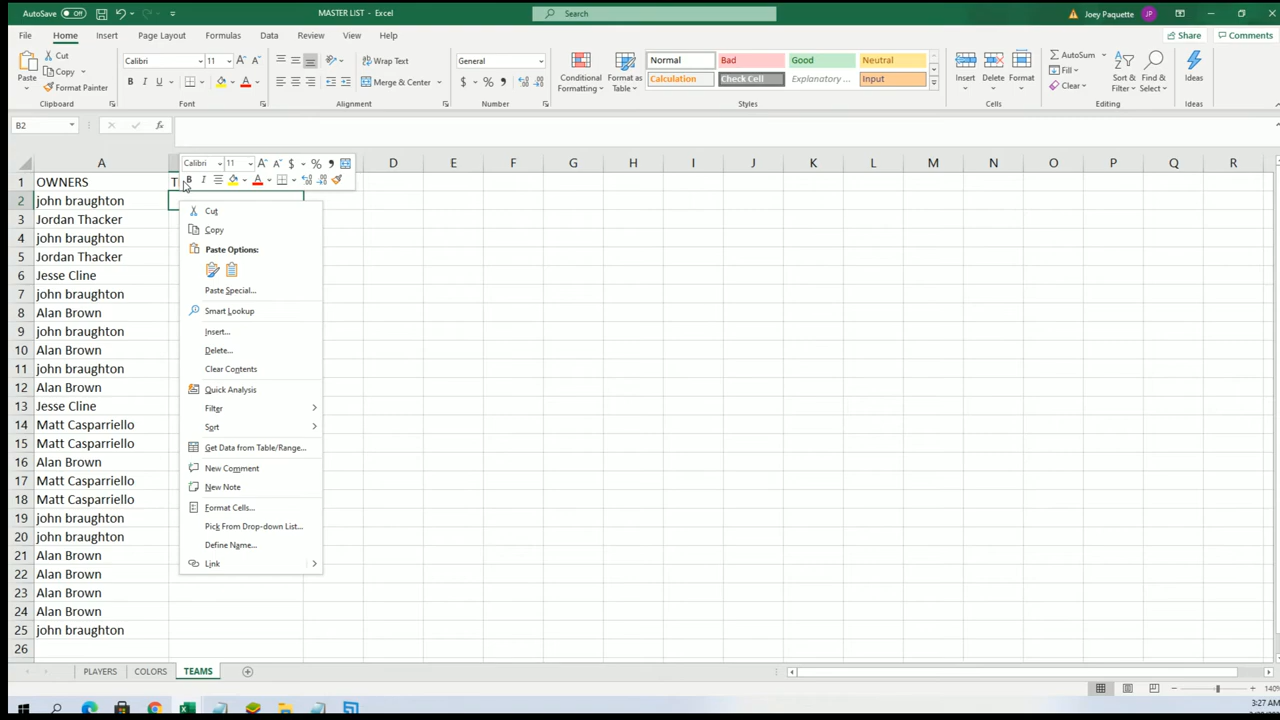 AutoSave Off MASTER LIST - Excel Search Joey Paquette JP
File Home Insert Page Layout Formulas Data Review View Help Share Comments
Paste Cut Copy Format Painter Clipboard
Calibri 11 B I U Font
Wrap Text Merge & Center Alignment
General $ % Number
Conditional Formatting Format as Table
Normal Bad Good Neutral
Calculation Check Cell Explanatory ... Input
Styles
Insert Delete Format Cells
AutoSum Fill Clear Sort & Filter Find & Select Editing
Ideas Ideas
B2 fx
Calibri 11 $ %
B I A
A D E F G H I J K L M N O P Q R
1 OWNERS
2 john braughton
3 Jordan Thacker
4 john braughton
5 Jordan Thacker
6 Jesse Cline
7 john braughton
8 Alan Brown
9 john braughton
10 Alan Brown
11 john braughton
12 Alan Brown
13 Jesse Cline
14 Matt Casparriello
15 Matt Casparriello
16 Alan Brown
17 Matt Casparriello
18 Matt Casparriello
19 john braughton
20 john braughton
21 Alan Brown
22 Alan Brown
23 Alan Brown
24 Alan Brown
25 john braughton
26
Cut
Copy
Paste Options:
Paste Special...
Smart Lookup
Insert...
Delete...
Clear Contents
Quick Analysis
Filter
Sort
Get Data from Table/Range...
New Comment
New Note
Format Cells...
Pick From Drop-down List...
Define Name...
Link
PLAYERS COLORS TEAMS
140%
3:27 AM